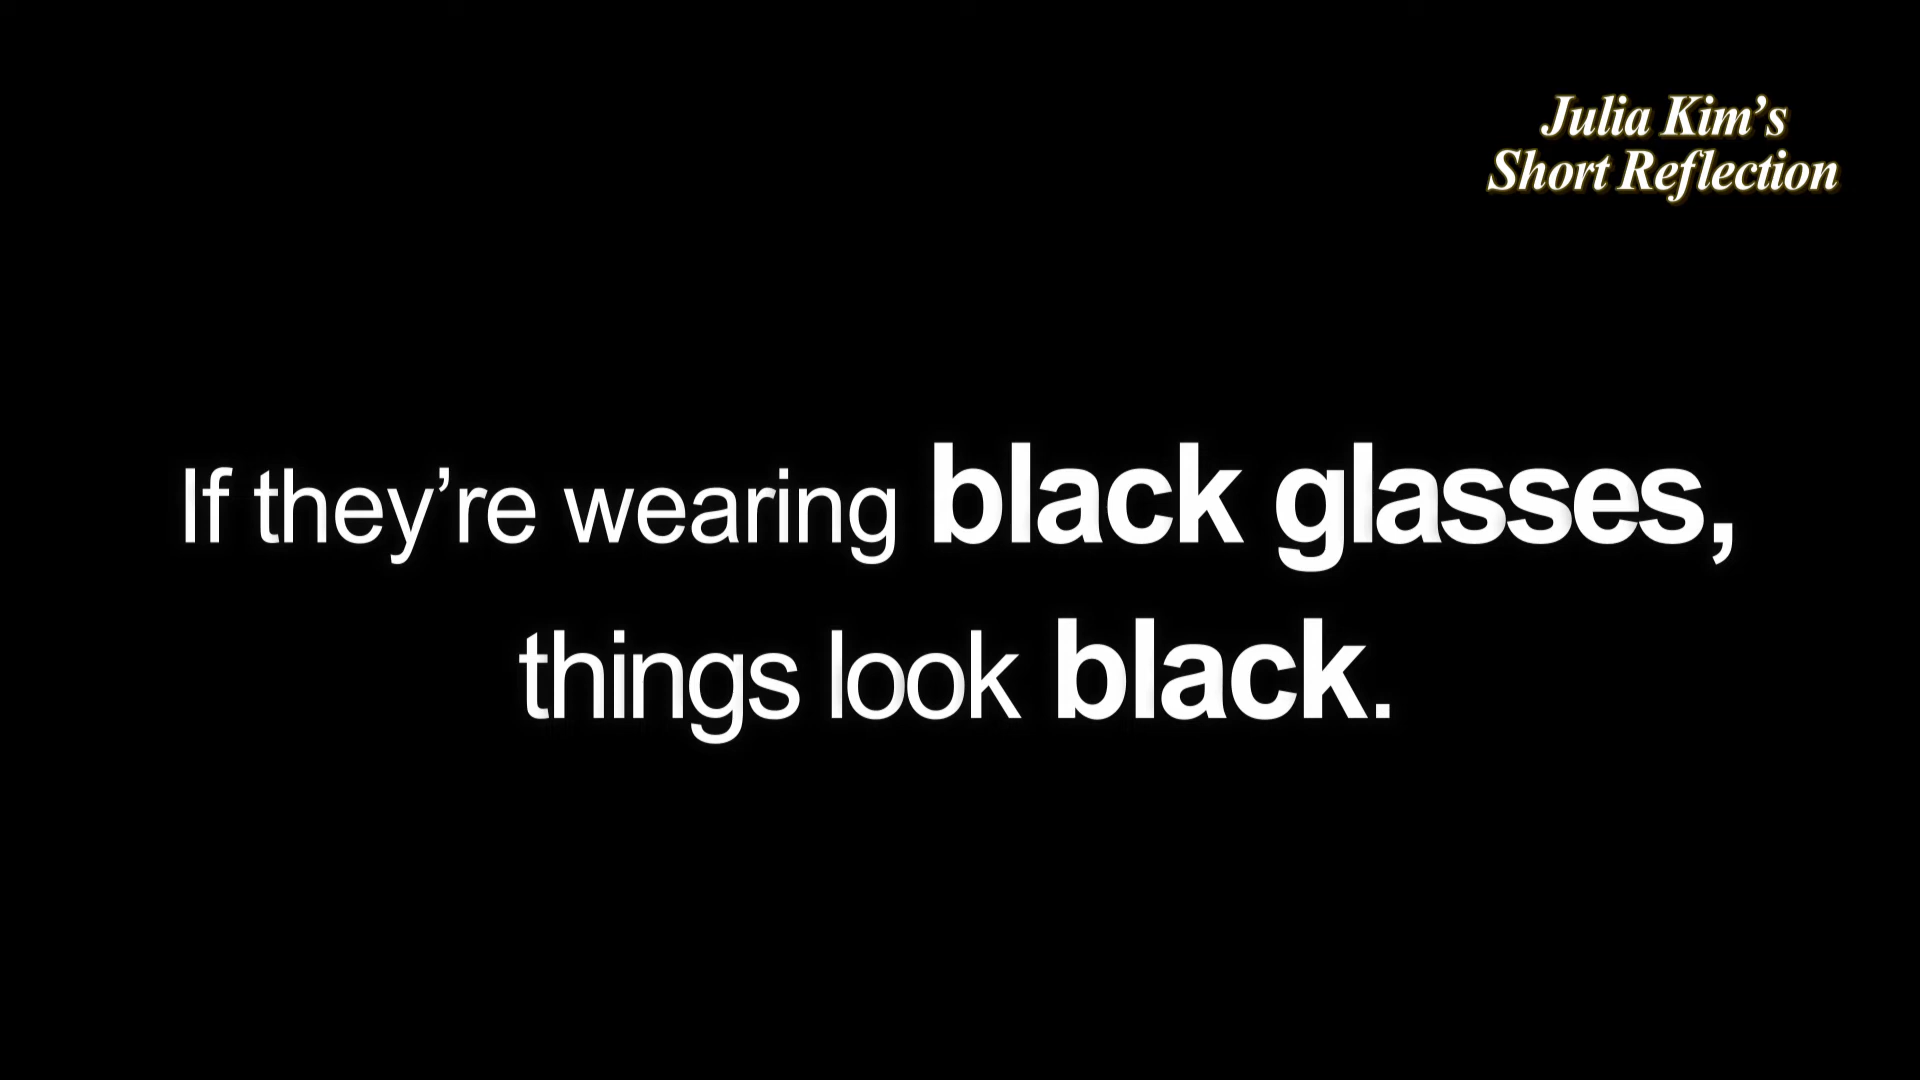 Julia Kim’s
Short Reflection
If they’re wearing black glasses,
things look black.